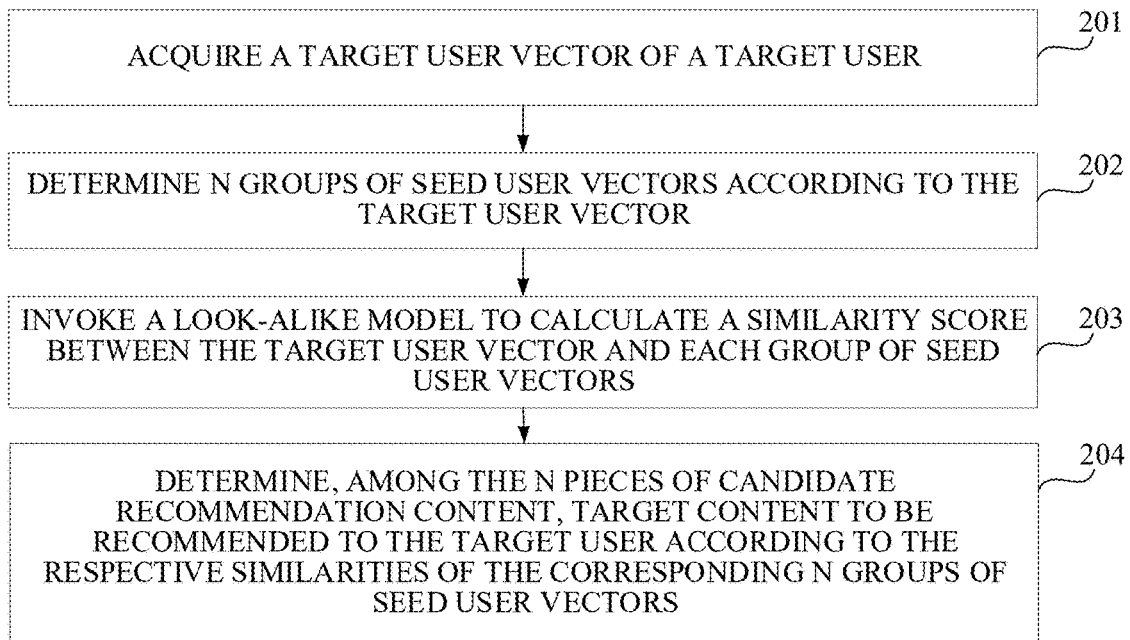 201
ACQUIRE A TARGET USER VECTOR OF A TARGET USER
202
DETERMINE N GROUPS OF SEED USER VECTORS ACCORDING TO THE
TARGET USER VECTOR
203
INVOKE A LOOK-ALIKE MODEL TO CALCULATE A SIMILARITY SCORE
BETWEEN THE TARGET USER VECTOR AND EACH GROUP OF SEED
USER VECTORS
204
DETERMINE, AMONG THE N PIECES OF CANDIDATE
RECOMMENDATION CONTENT, TARGET CONTENT TO BE
RECOMMENDED TO THE TARGET USER ACCORDING TO THE
RESPECTIVE SIMILARITIES OF THE CORRESPONDING N GROUPS OF
SEED USER VECTORS